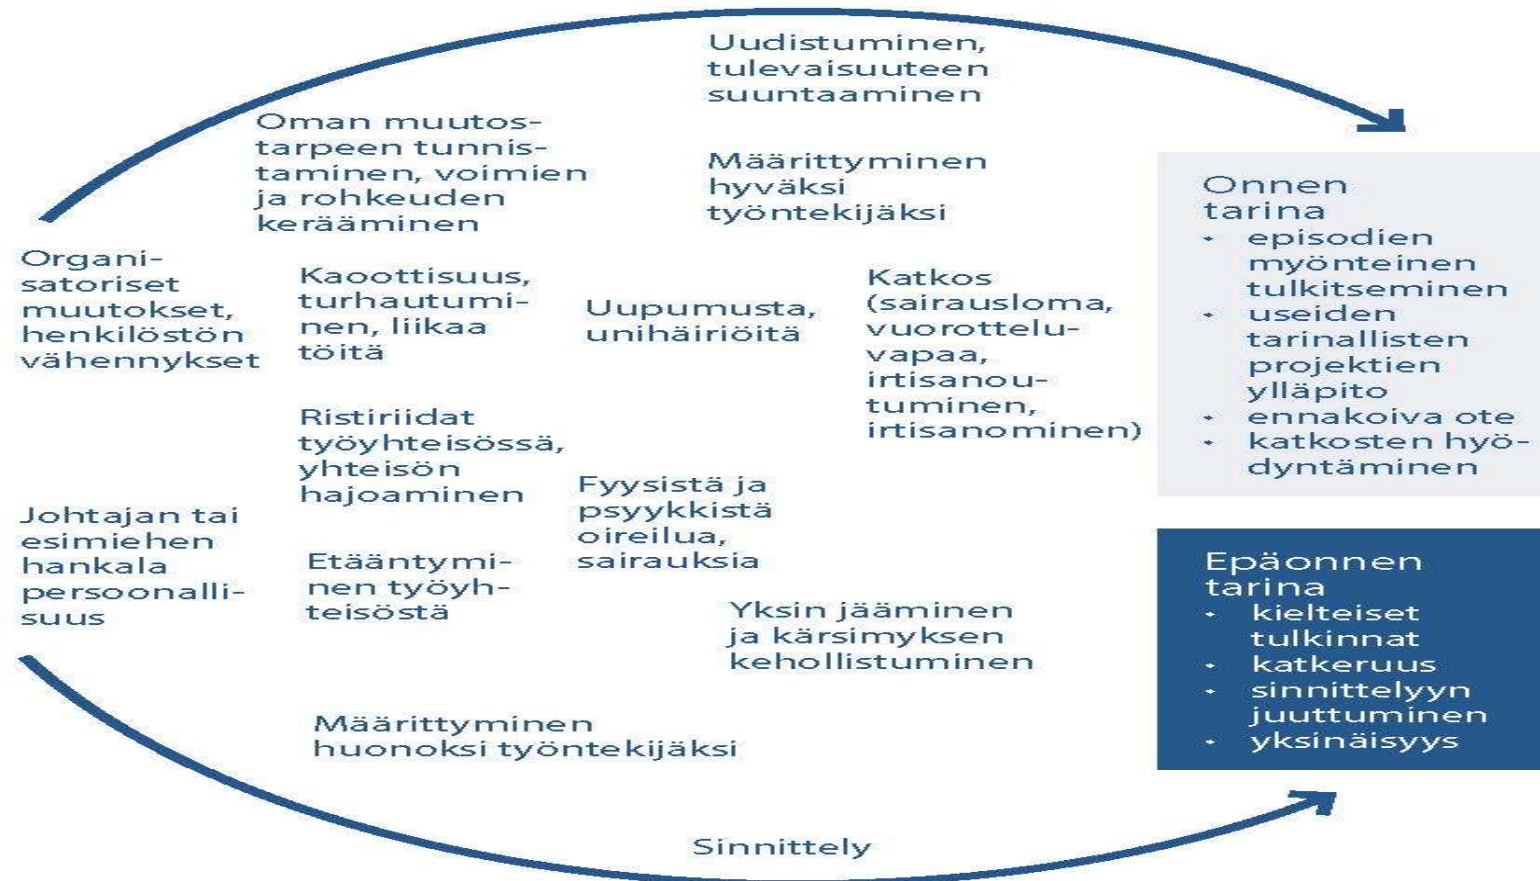 Uudistuminen,
tulevaisuuteen
suuntaaminen
Oman muutos-
tarpeen tunnis-
taminen, voimien
ja rohkeuden
kerääminen
Määrittyminen
hyväksi
työntekijäksi
Organi-
satoriset
muutokset,
henkilöstön
vähennykset
Kaoottisuus,
turhautumi-
nen, liikaa
töitä
Uupumusta,
unihäiriöitä
Katkos
(sairausloma,
vuorottelu-
vapaa,
irtisanou-
tuminen,
irtisanominen)
Ristiriidat
työyhteisössä,
yhteisön
hajoaminen
Fyysistä ja
psyykkistä
oireilua,
sairauksia
Johtajan tai
esimiehen
hankala
persoonalli-
suus
Etääntymi-
nen työyh-
teisöstä
Yksin jääminen
ja kärsimyksen
kehollistuminen
Määrittyminen
huonoksi työntekijäksi
Sinnittely
Onnen
tarina
• episodien
myönteinen
tulkitseminen
• useiden
tarinallisten
projektien
ylläpito
• ennakoiva ote
• katkosten hyö-
dyntäminen
Epäonnen
tarina
• kielteiset
tulkinnat
• katkeruus
• sinnittelyyn
juuttuminen
• yksinäisyys